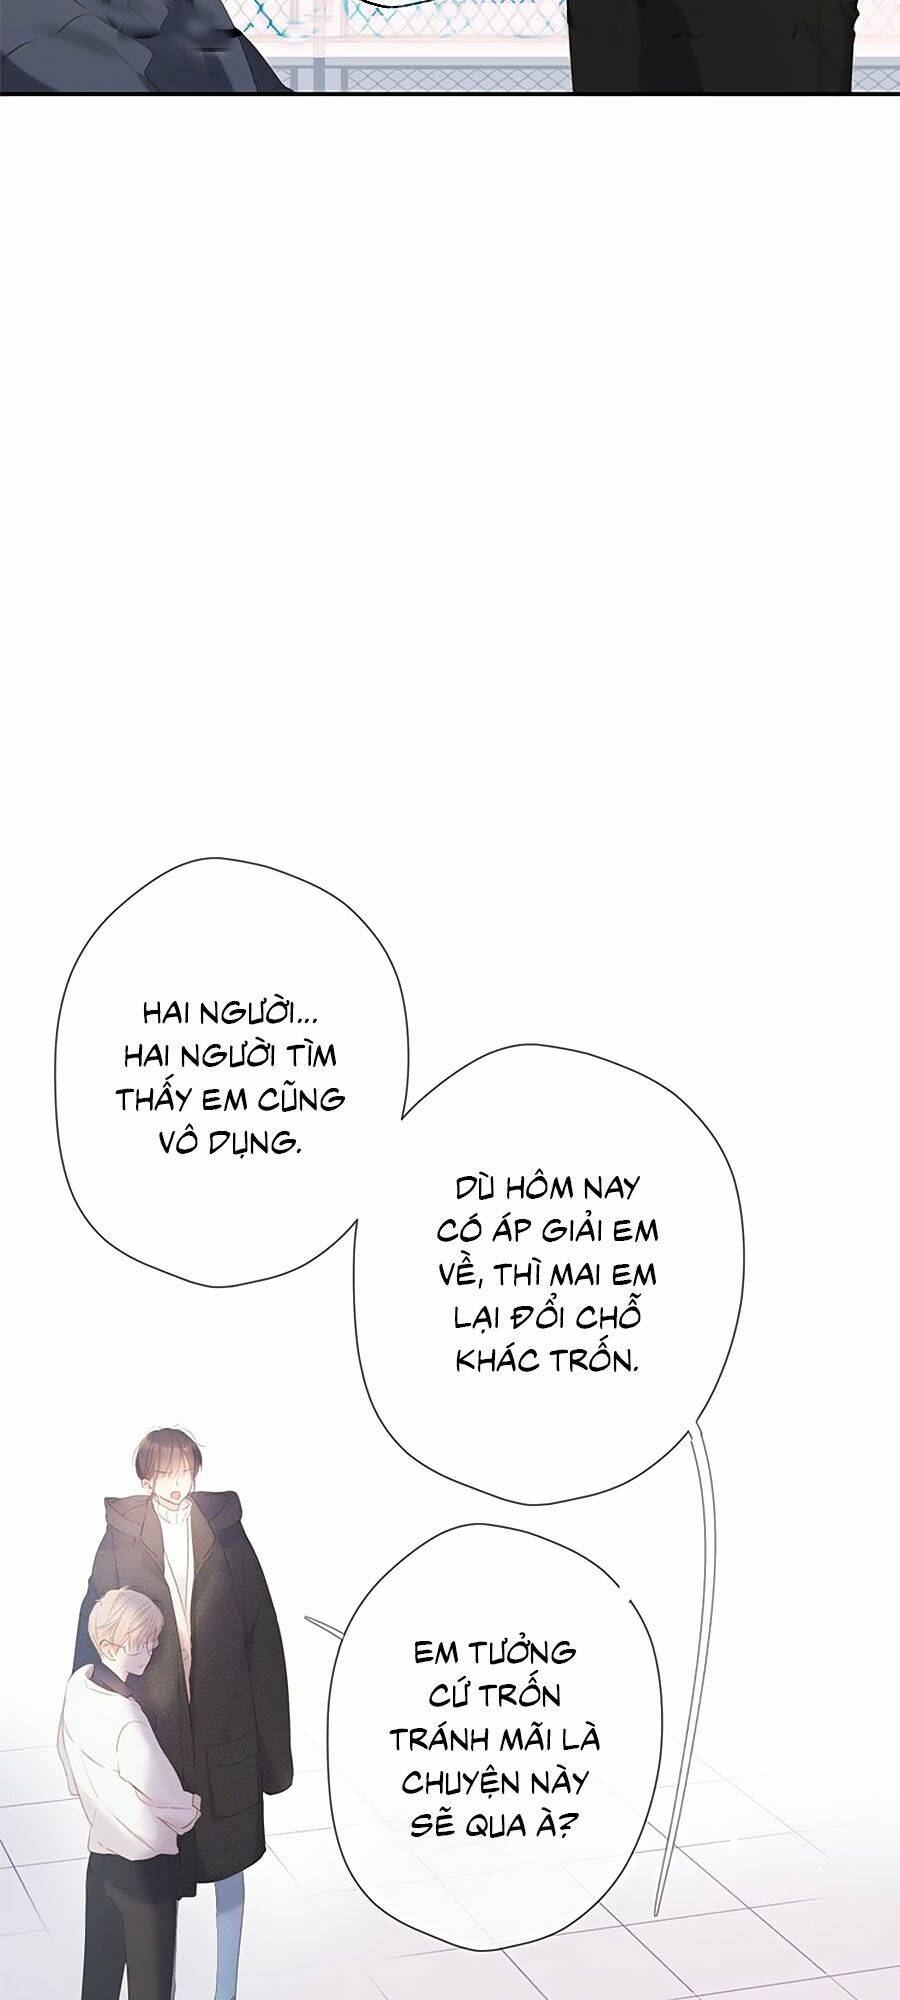 HAI NGƯỜI...
HAI NGƯỜI TÌM
THẤY EM CŨNG
VÔ DỤNG.
DÙ HÔM NAY
CÓ ÁP GIẢI EM
VỀ, THÌ MAI EM
LẠI ĐỔI CHỖ
KHÁC TRỐN.
EM TƯỞNG
CỨ TRỐN
TRÁNH MÃI LÀ
CHUYỆN NÀY
SẼ QUA À?